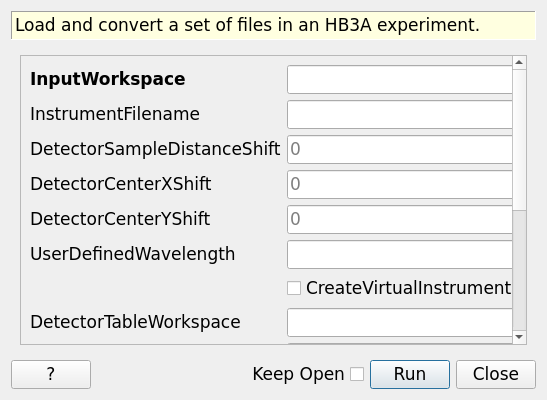 Load and convert a set of files in an HB3A experiment.
InputWorkspace
InstrumentFilename
DetectorSampleDistanceShift 0
DetectorCenterXShift 0
DetectorCenterYShift 0
UserDefinedWavelength
CreateVirtualInstrument
DetectorTableWorkspace
? Keep Open Run Close